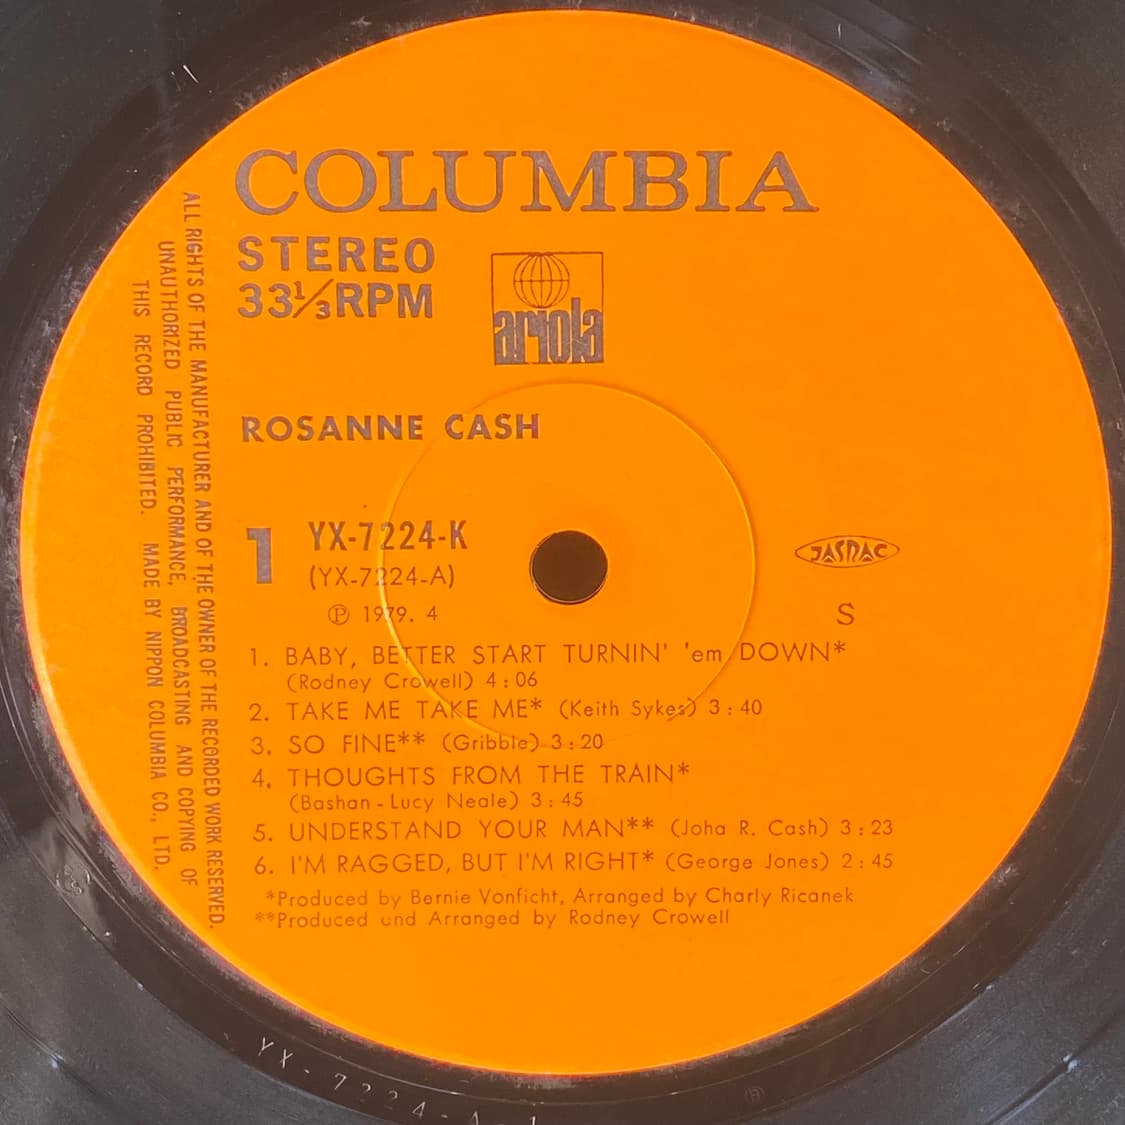 COLUMBIA
STEREO
33⅓RPM
ariola
ROSANNE CASH
1
YX-7224-K
(YX-7224-A)
℗ 1979. 4
JASRAC
S
1. BABY, BETTER START TURNIN' 'em DOWN*
(Rodney Crowell) 4:06
2. TAKE ME TAKE ME* (Keith Sykes) 3:40
3. SO FINE** (Gribble) 3:20
4. THOUGHTS FROM THE TRAIN*
(Bashan-Lucy Neale) 3:45
5. UNDERSTAND YOUR MAN** (Joha R. Cash) 3:23
6. I'M RAGGED, BUT I'M RIGHT* (George Jones) 2:45
*Produced by Bernie Vonficht, Arranged by Charly Ricanek
**Produced and Arranged by Rodney Crowell
ALL RIGHTS OF THE MANUFACTURER AND OF THE OWNER OF THE RECORDED WORK RESERVED.
UNAUTHORIZED PUBLIC PERFORMANCE, BROADCASTING AND COPYING OF
THIS RECORD PROHIBITED. MADE BY NIPPON COLUMBIA CO., LTD.
YX-7224-A-1